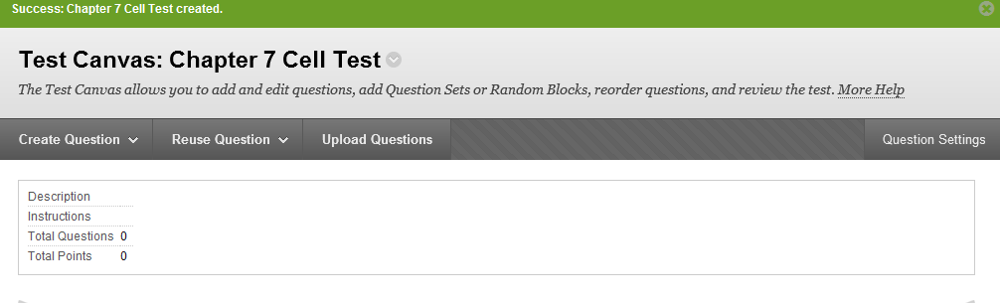 Success: Chapter 7 Cell Test created.
Test Canvas: Chapter 7 Cell Test
The Test Canvas allows you to add and edit questions, add Question Sets or Random Blocks, reorder questions, and review the test. More Help
Create Question Reuse Question Upload Questions Question Settings
Description
Instructions
Total Questions 0
Total Points 0